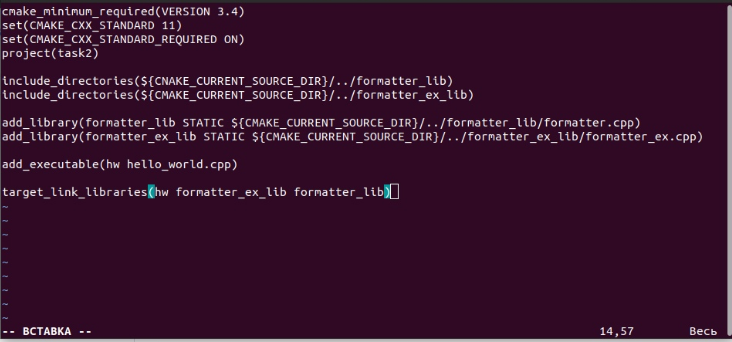 cmake_minimum_required(VERSION 3.4)
set(CMAKE_CXX_STANDARD 11)
set(CMAKE_CXX_STANDARD_REQUIRED ON)
project(task2)

include_directories(${CNAKE_CURRENT_SOURCE_DIR}/../formatter_lib)
include_directories(${CMAKE_CURRENT_SOURCE_DIR}/../formatter_ex_lib)

add_library(formatter_lib STATIC ${CMAKE_CURRENT_SOURCE_DIR}/../formatter_lib/formatter.cpp)
add_library(formatter_ex_lib STATIC ${CMAKE_CURRENT_SOURCE_DIR}/../formatter_ex_lib/formatter_ex.cpp)

add_executable(hw hello_world.cpp)

target_link_libraries(hw formatter_ex_lib formatter_lib)
~
~
~
~
~
~
~
~
~
-- ВСТАВКА -- 14,57 Весь